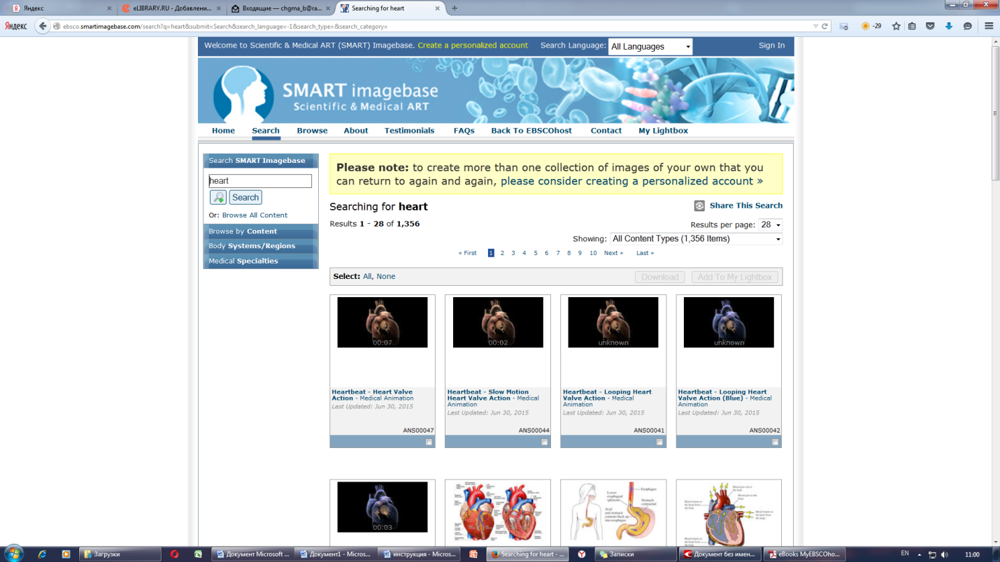 Яндекс
eLIBRARY.RU - Добавлени...
Входящие — chgma_b@ra...
Searching for heart
Яндекс
ebsco.smartimagebase.com/search?q=heart&submit=Search&search_language=-1&search_type=&search_category=
-29
Welcome to Scientific & Medical ART (SMART) Imagebase. Create a personalized account
Search Language: All Languages
Sign In
SMART imagebase
Scientific & Medical ART
Home Search Browse About Testimonials FAQs Back To EBSCOhost Contact My Lightbox
Search SMART Imagebase
heart
Search
Or: Browse All Content
Browse by Content
Body Systems/Regions
Medical Specialties
Please note: to create more than one collection of images of your own that you
can return to again and again, please consider creating a personalized account »
Searching for heart
Share This Search
Results 1 - 28 of 1,356
Results per page: 28
Showing: All Content Types (1,356 Items)
« First 1 2 3 4 5 6 7 8 9 10 Next » Last »
Select: All, None
Download
Add To My Lightbox
00:07
Heartbeat - Heart Valve
Action - Medical Animation
Last Updated: Jun 30, 2015
ANS00047
00:02
Heartbeat - Slow Motion
Heart Valve Action - Medical
Animation
Last Updated: Jun 30, 2015
ANS00044
unknown
Heartbeat - Looping Heart
Valve Action - Medical
Animation
Last Updated: Jun 30, 2015
ANS00041
unknown
Heartbeat - Looping Heart
Valve Action (Blue) - Medical
Animation
Last Updated: Jun 30, 2015
ANS00042
00:03
Esophagus
Lower
esophageal
sphincter
Stomach
contracted
Acid
and stomach
contents back up
into esophagus
Загрузки
Документ Microsoft ...
Документ1 - Micros...
инструкция - Micros...
Searching for heart - ...
Записки
Документ без имен...
eBooks MyEBSCOho...
EN
11:00